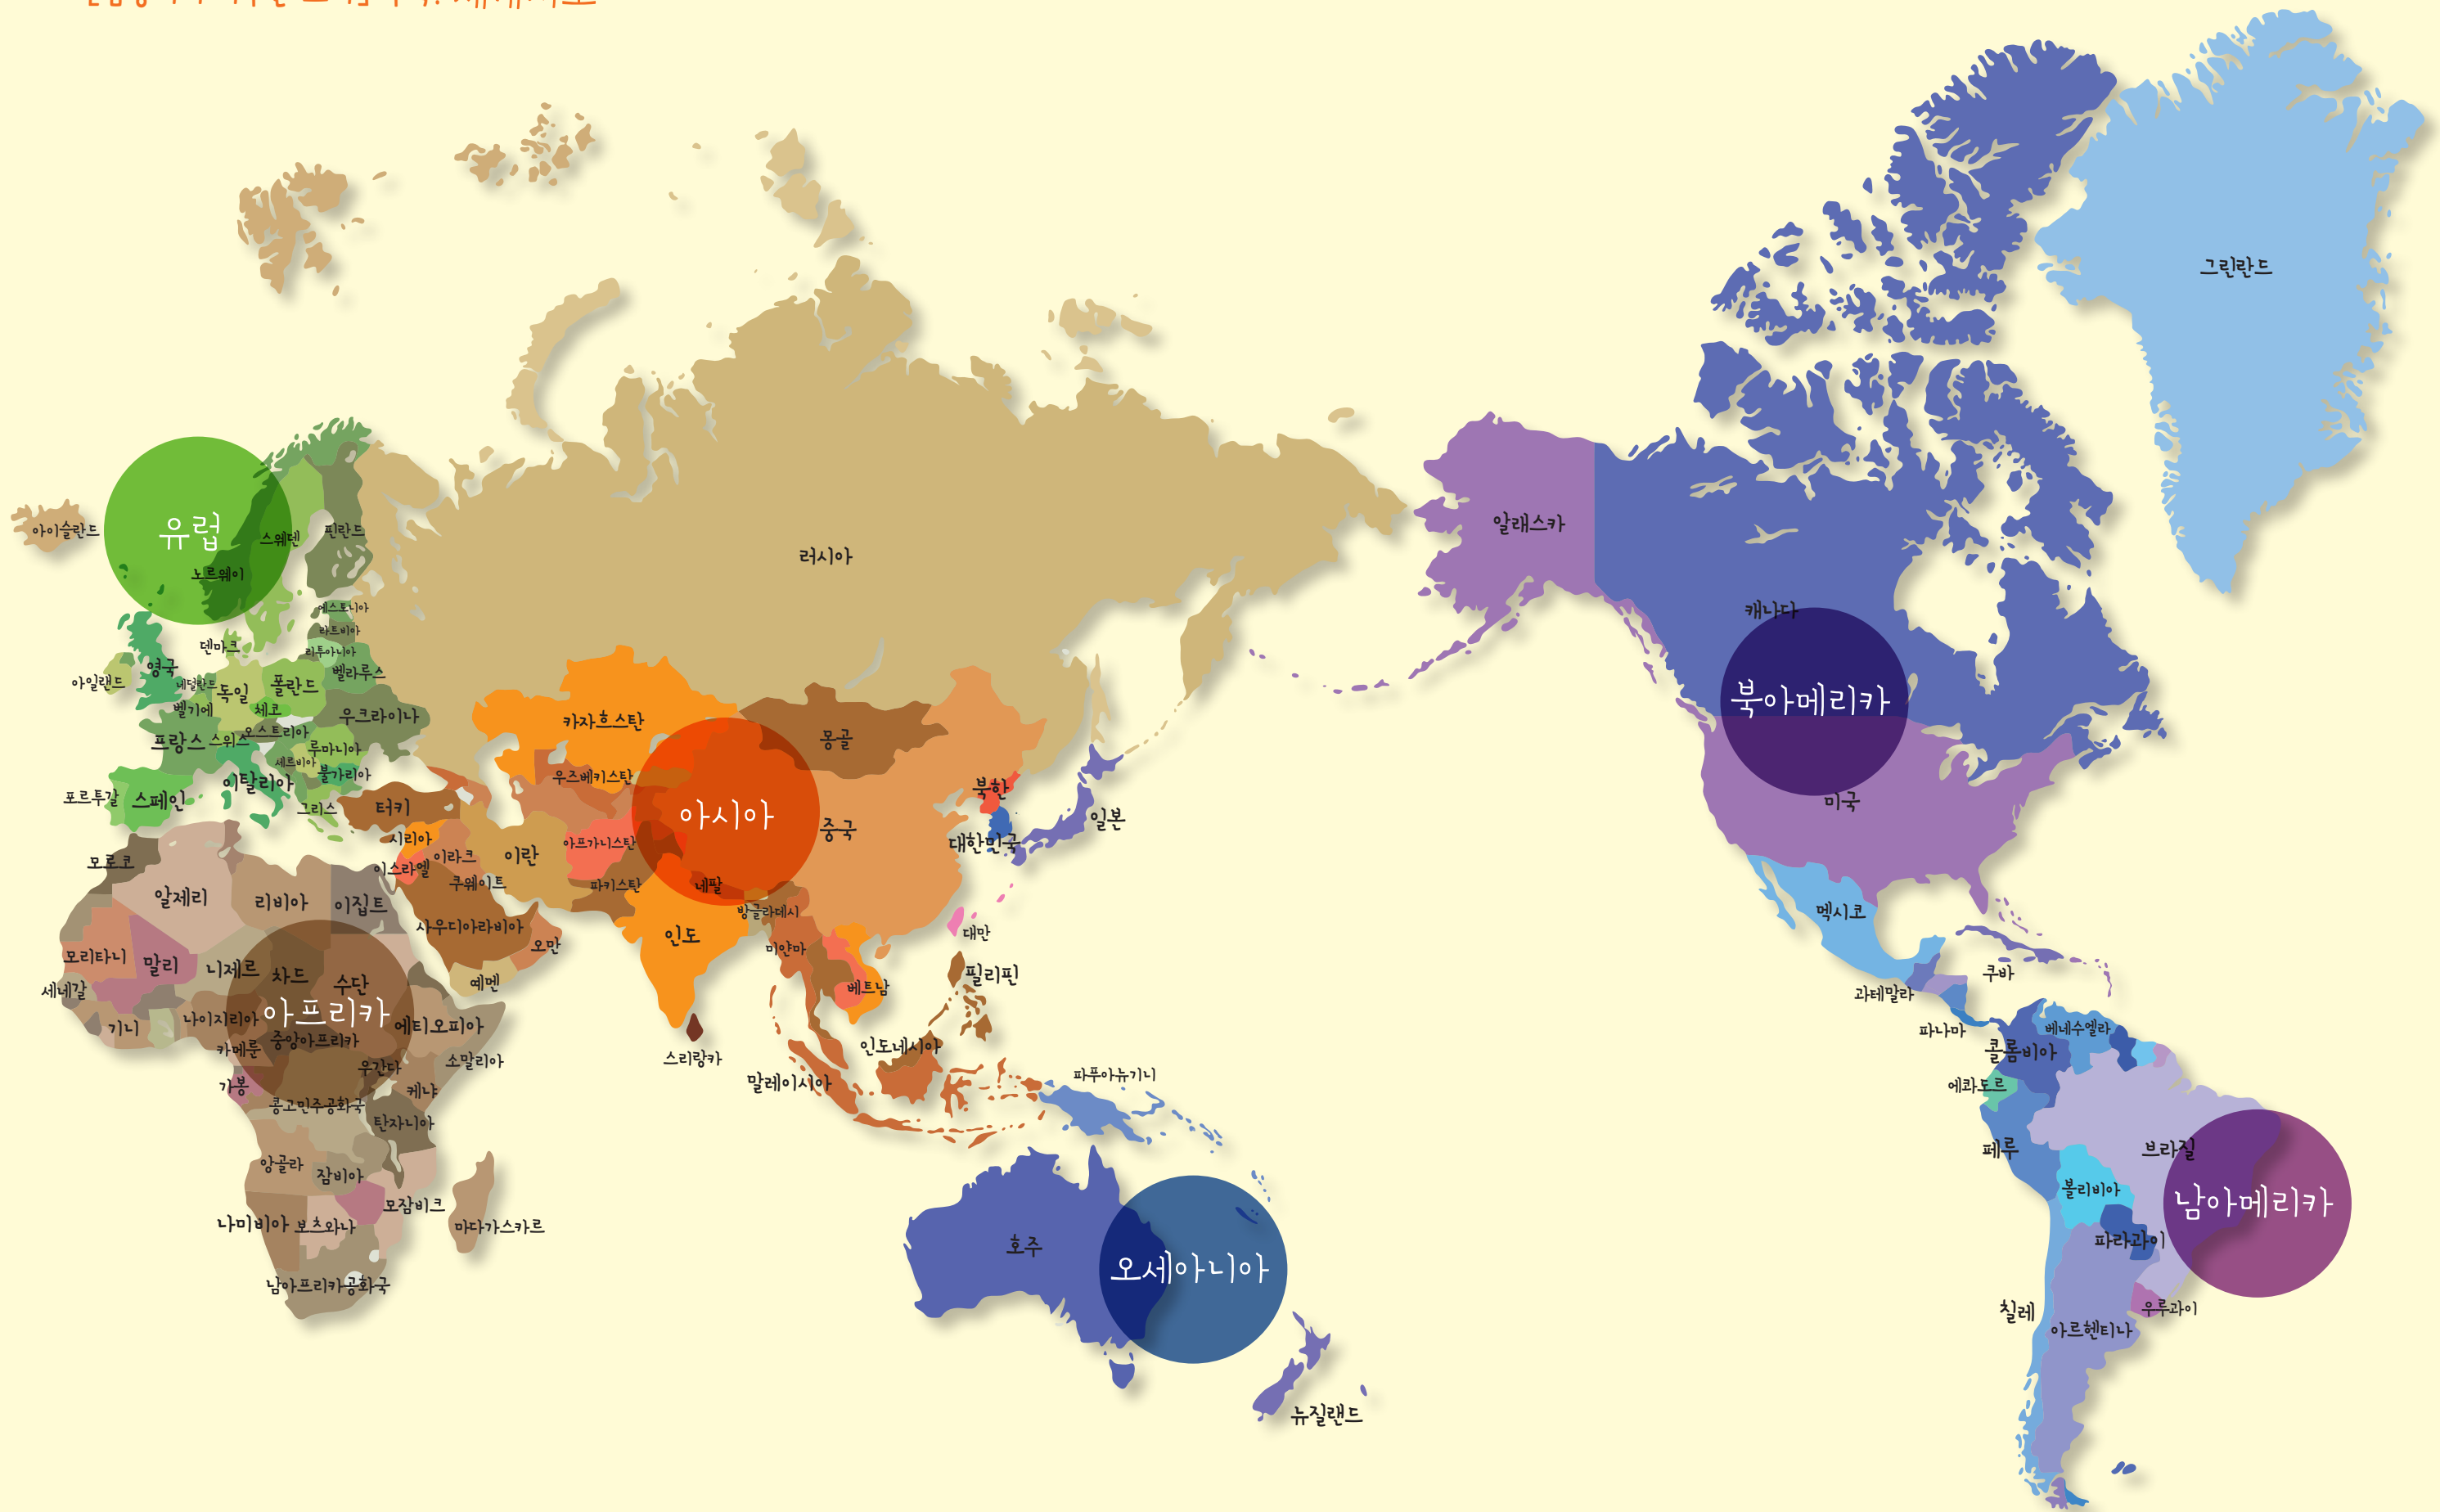 세계지도
그린란드
유럽
아이슬란드
스웨덴
핀란드
노르웨이
에스토니아
라트비아
리투아니아
덴마크
벨라루스
영국
아일랜드
네덜란드
독일
폴란드
벨기에
체코
우크라이나
프랑스
스위스
오스트리아
루마니아
세르비아
불가리아
이탈리아
포르투갈
스페인
그리스
러시아
카자흐스탄
몽골
우즈베키스탄
아시아
중국
북한
대한민국
일본
터키
시리아
이라크
이란
아프가니스탄
이스라엘
쿠웨이트
파키스탄
네팔
방글라데시
사우디아라비아
오만
예멘
인도
미얀마
대만
베트남
필리핀
스리랑카
인도네시아
말레이시아
파푸아뉴기니
모로코
알제리
리비아
이집트
모리타니
말리
니제르
차드
수단
세네갈
기니
나이지리아
아프리카
에티오피아
카메룬
중앙아프리카
소말리아
우간다
가봉
케냐
콩고민주공화국
탄자니아
앙골라
잠비아
모잠비크
나미비아
보츠와나
마다가스카르
남아프리카공화국
호주
오세아니아
뉴질랜드
알래스카
캐나다
북아메리카
미국
멕시코
쿠바
과테말라
파나마
베네수엘라
콜롬비아
에콰도르
페루
브라질
볼리비아
남아메리카
파라과이
칠레
우루과이
아르헨티나